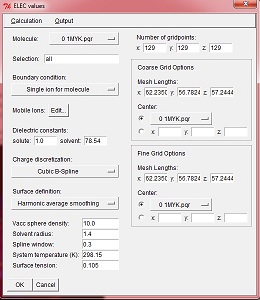 ELEC values
Calculation Output
Molecule: 0 1MYK.pqr
Selection: all
Boundary condition:
Single ion for molecule
Mobile Ions: Edit...
Dielectric constants:
solute: 1.0 solvent: 78.54
Charge discretization:
Cubic B-Spline
Surface definition:
Harmonic average smoothing
Vacc sphere density: 10.0
Solvent radius: 1.4
Spline window: 0.3
System temperature (K): 298.15
Surface tension: 0.105
OK Cancel
Number of gridpoints:
x: 129 y: 129 z: 129
Coarse Grid Options
Mesh Lengths:
x: 62.235( y: 56.7824 z: 57.2444
Center:
0 1MYK.pqr
x: y: z:
Fine Grid Options
Mesh Lengths:
x: 62.235( y: 56.7824 z: 57.2444
Center:
0 1MYK.pqr
x: y: z: